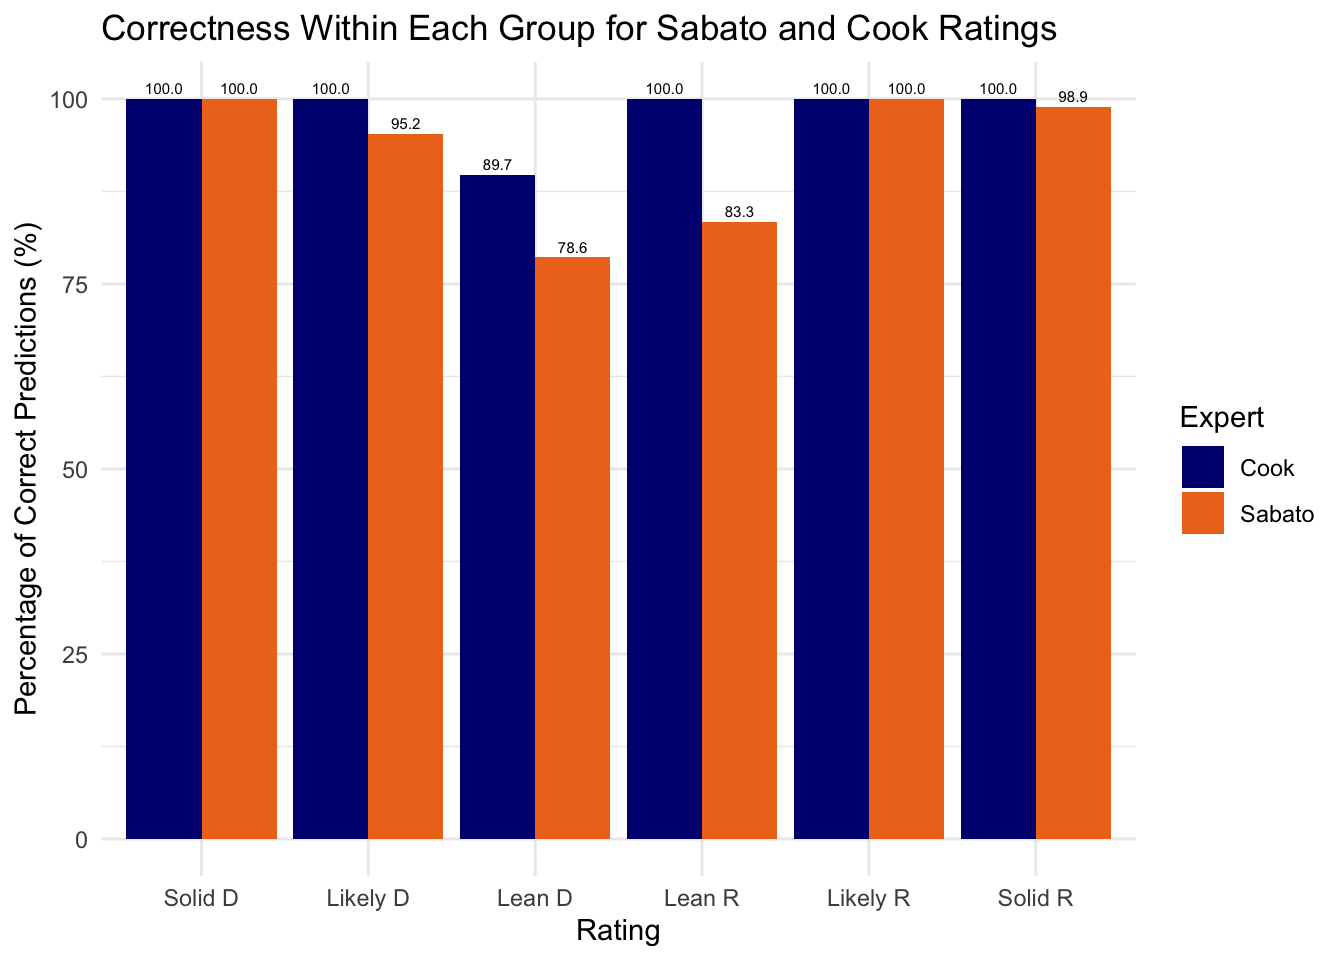 Correctness Within Each Group for Sabato and Cook Ratings
100.0 100.0 100.0 95.2 89.7 78.6 100.0 83.3 100.0 100.0 100.0 98.9
Percentage of Correct Predictions (%)
100
75
50
25
0
Solid D Likely D Lean D Lean R Likely R Solid R
Rating
Expert
Cook
Sabato